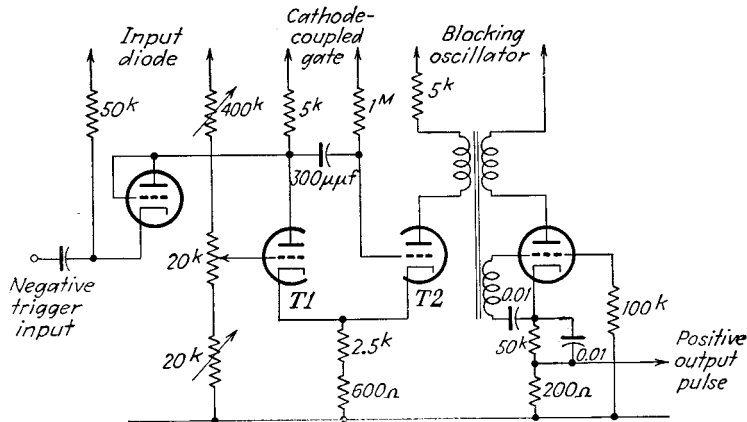 Input
diode
Cathode-
coupled
gate
Blocking
oscillator
50k
400k
5k
1M
5k
300μμf
20k
T1
T2
Negative
trigger
input
0.01
100k
2.5k
50k
0.01
Positive
output
pulse
20k
600Ω
200Ω